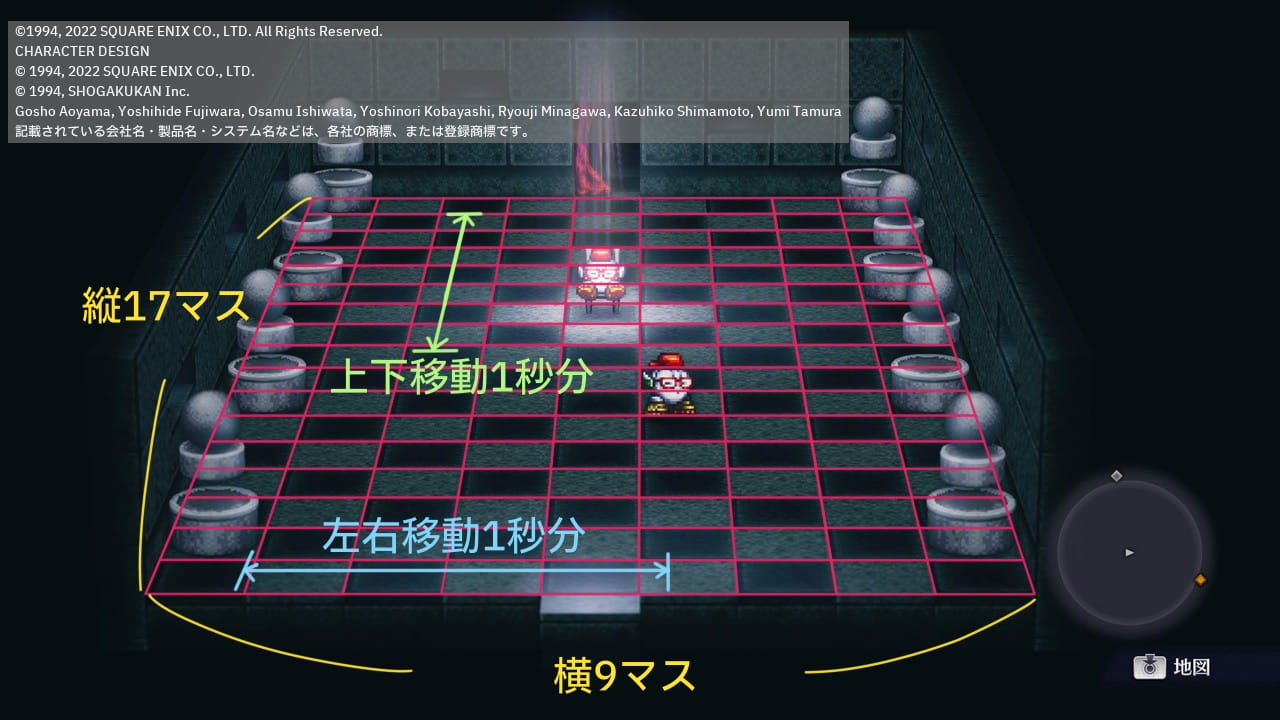 ©1994, 2022 SQUARE ENIX CO., LTD. All Rights Reserved.
CHARACTER DESIGN
© 1994, 2022 SQUARE ENIX CO., LTD.
© 1994, SHOGAKUKAN Inc.
Gosho Aoyama, Yoshihide Fujiwara, Osamu Ishiwata, Yoshinori Kobayashi, Ryouji Minagawa, Kazuhiko Shimamoto, Yumi Tamura
記載されている会社名・製品名・システム名などは、各社の商標、または登録商標です。
縦17マス
上下移動1秒分
左右移動1秒分
横9マス
地図